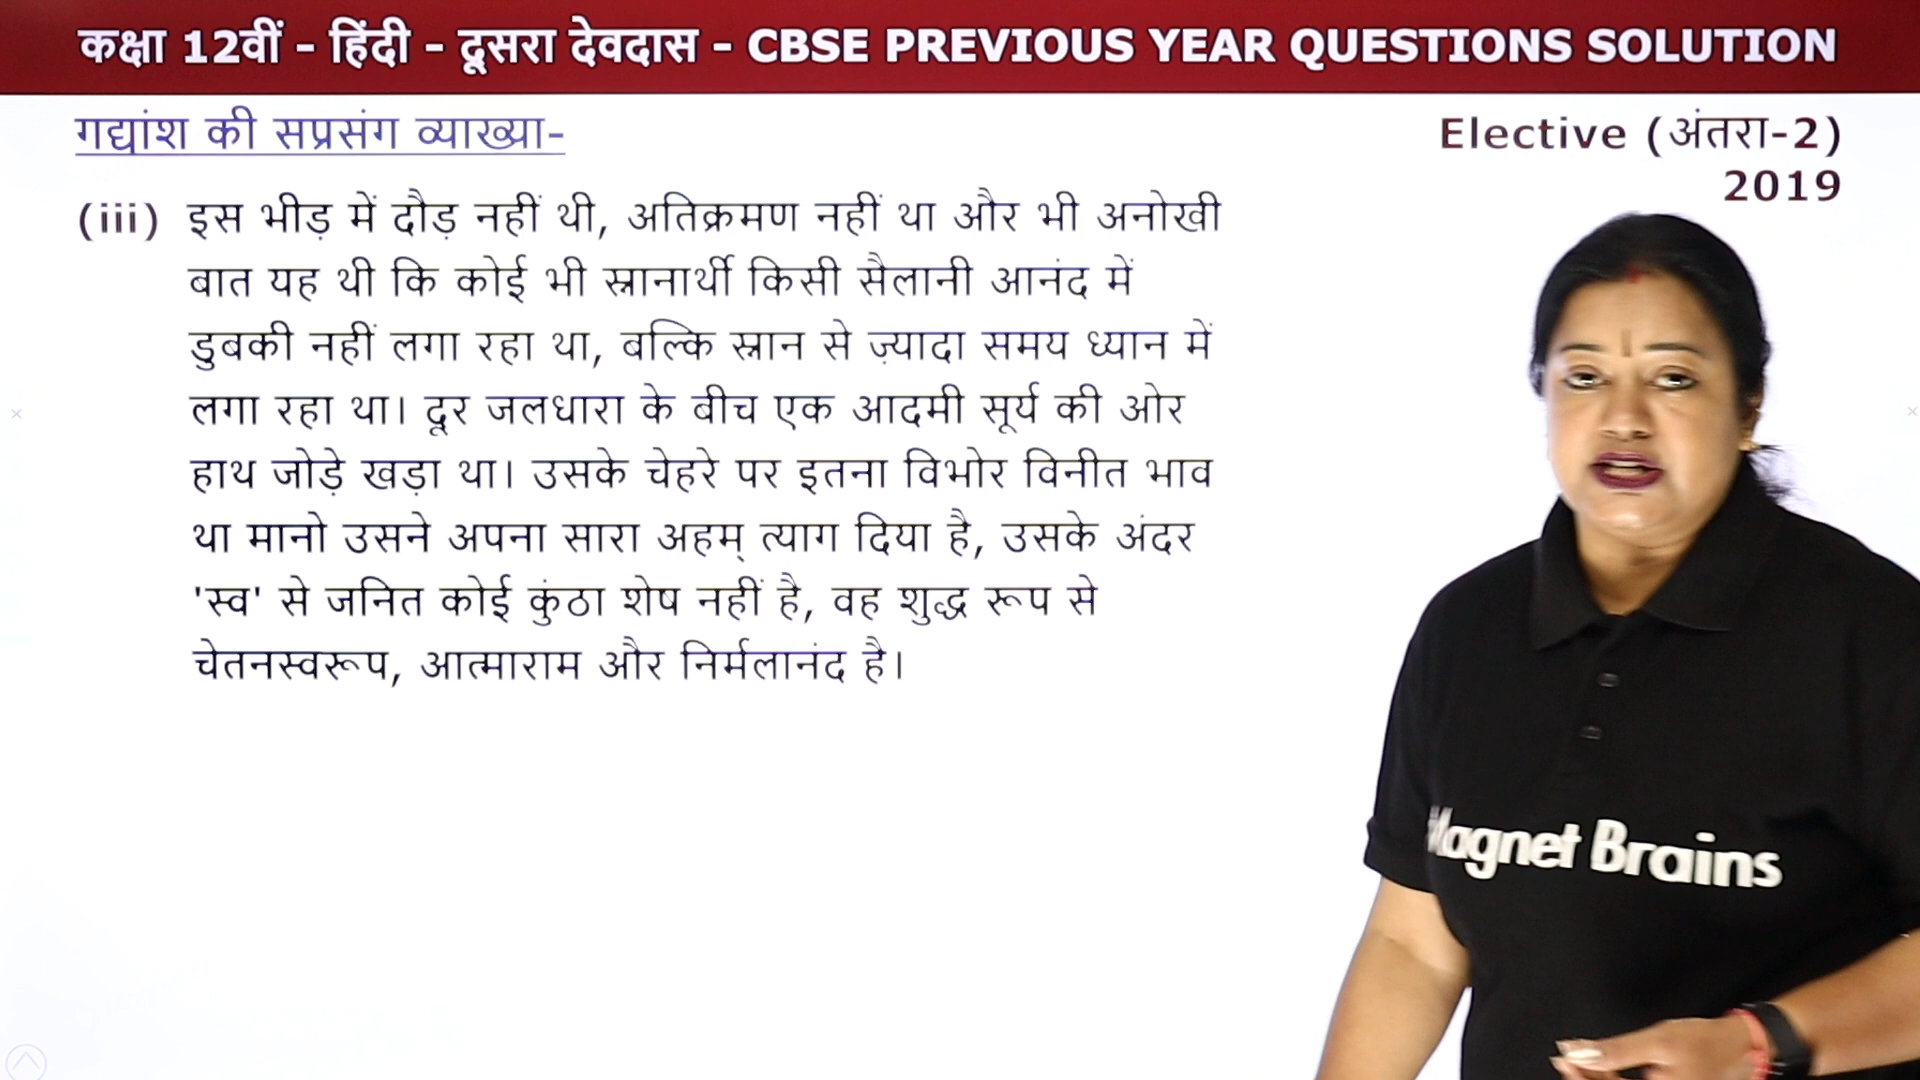 कक्षा 12वीं - हिंदी - दूसरा देवदास - CBSE PREVIOUS YEAR QUESTIONS SOLUTION
गद्यांश की सप्रसंग व्याख्या-
Elective (अंतरा-2)
2019
(iii) इस भीड़ में दौड़ नहीं थी, अतिक्रमण नहीं था और भी अनोखी
बात यह थी कि कोई भी स्नानार्थी किसी सैलानी आनंद में
डुबकी नहीं लगा रहा था, बल्कि स्नान से ज़्यादा समय ध्यान में
लगा रहा था। दूर जलधारा के बीच एक आदमी सूर्य की ओर
हाथ जोड़े खड़ा था। उसके चेहरे पर इतना विभोर विनीत भाव
था मानो उसने अपना सारा अहम् त्याग दिया है, उसके अंदर
'स्व' से जनित कोई कुंठा शेष नहीं है, वह शुद्ध रूप से
चेतनस्वरूप, आत्माराम और निर्मलानंद है।
Magnet Brains